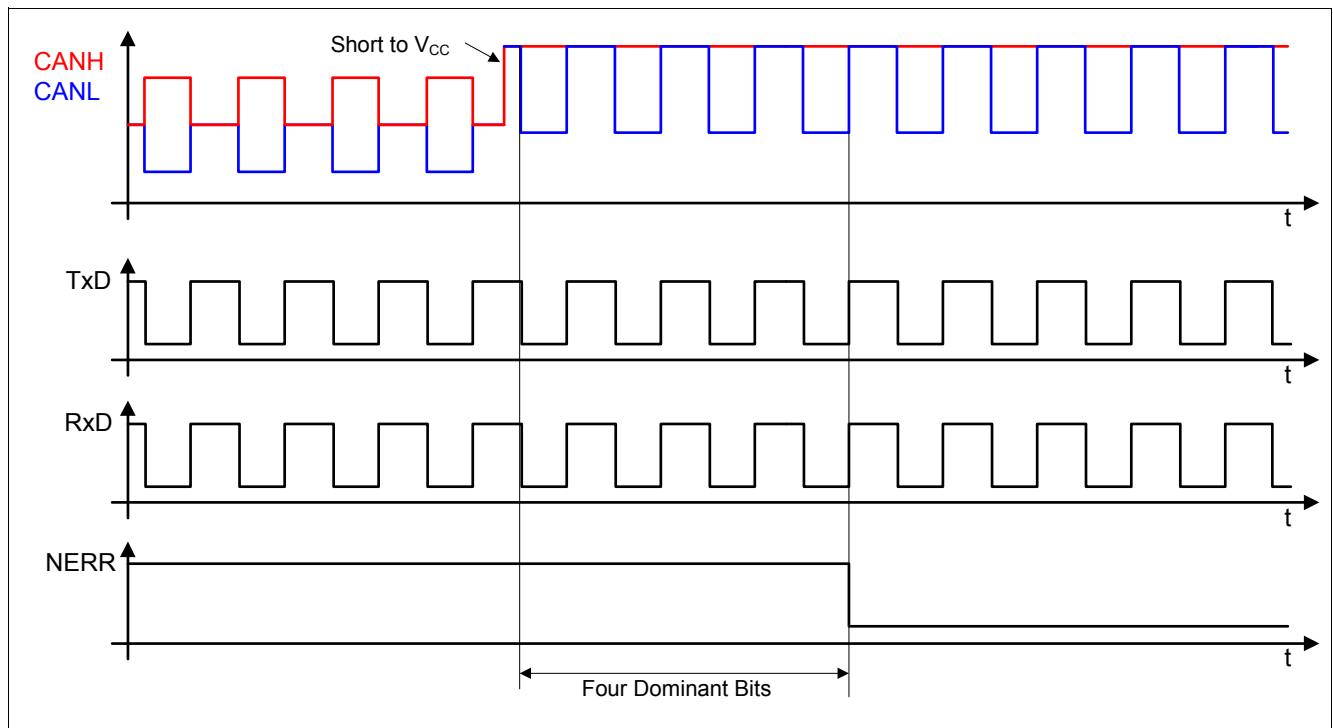 Short to VCC
CANH
CANL
t
TxD
t
RxD
t
NERR
t
Four Dominant Bits